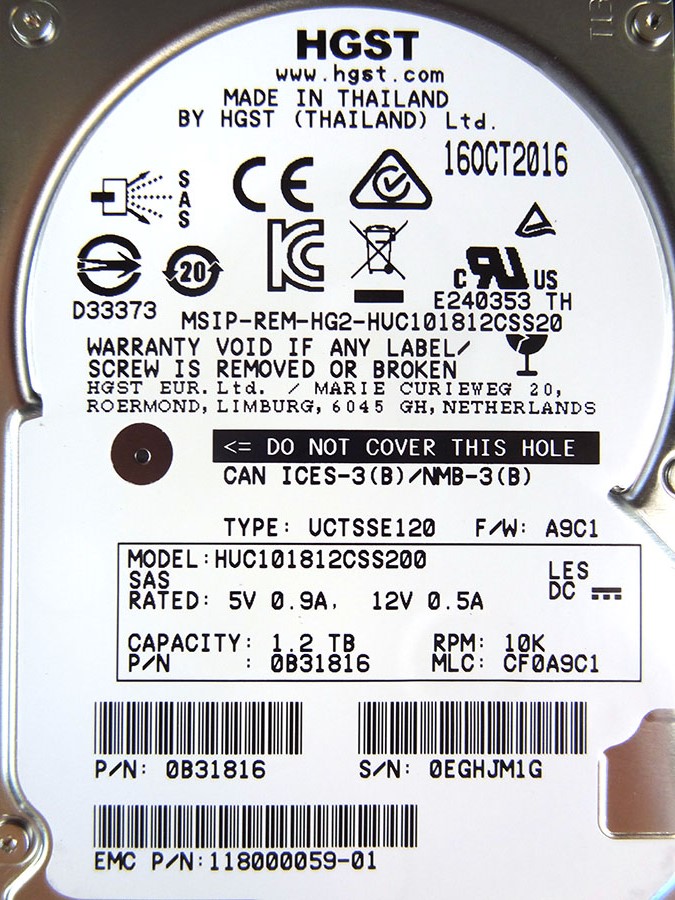 HGST
www.hgst.com
MADE IN THAILAND
BY HGST (THAILAND) Ltd.
16OCT2016
SAS
CE
D33373
20
KC
c RU US
E240353 TH
MSIP-REM-HG2-HUC101812CSS20
WARRANTY VOID IF ANY LABEL/
SCREW IS REMOVED OR BROKEN
HGST EUR.Ltd. / MARIE CURIEWEG 20,
ROERMOND, LIMBURG, 6045 GH, NETHERLANDS
<= DO NOT COVER THIS HOLE
CAN ICES-3(B)/NMB-3(B)
TYPE: UCTSSE120 F/W: A9C1
MODEL:HUC101812CSS200
SAS
LES
RATED: 5V 0.9A, 12V 0.5A
DC
CAPACITY: 1.2 TB RPM: 10K
P/N : 0B31816 MLC: CF0A9C1
P/N: 0B31816 S/N: 0EGHJM1G
EMC P/N:118000059-01